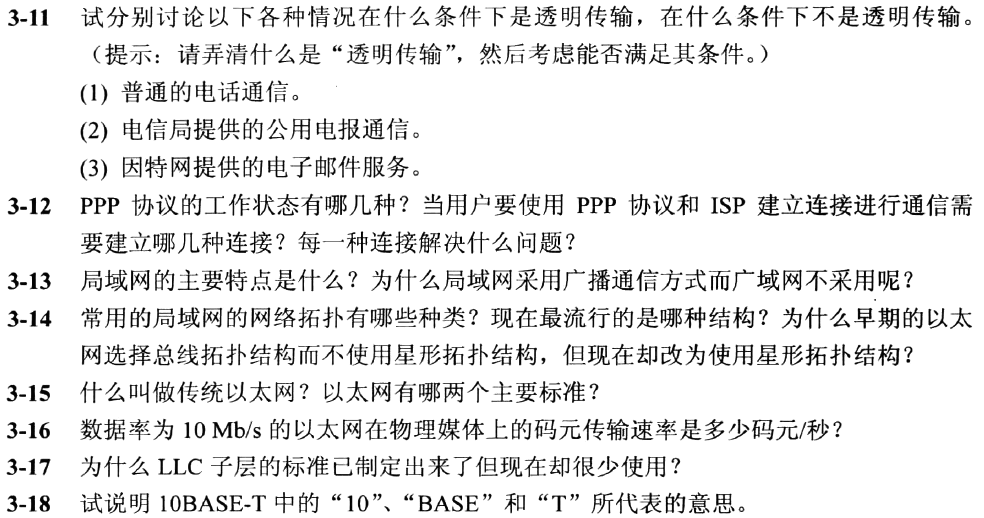 3-11 试分别讨论以下各种情况在什么条件下是透明传输，在什么条件下不是透明传输。
（提示：请弄清什么是“透明传输”，然后考虑能否满足其条件。）
(1) 普通的电话通信。
(2) 电信局提供的公用电报通信。
(3) 因特网提供的电子邮件服务。
3-12 PPP 协议的工作状态有哪几种？当用户要使用 PPP 协议和 ISP 建立连接进行通信需
要建立哪几种连接？每一种连接解决什么问题？
3-13 局域网的主要特点是什么？为什么局域网采用广播通信方式而广域网不采用呢？
3-14 常用的局域网的网络拓扑有哪些种类？现在最流行的是哪种结构？为什么早期的以太
网选择总线拓扑结构而不使用星形拓扑结构，但现在却改为使用星形拓扑结构？
3-15 什么叫做传统以太网？以太网有哪两个主要标准？
3-16 数据率为 10 Mb/s 的以太网在物理媒体上的码元传输速率是多少码元/秒？
3-17 为什么 LLC 子层的标准已制定出来了但现在却很少使用？
3-18 试说明 10BASE-T 中的“10”、“BASE”和“T”所代表的意思。